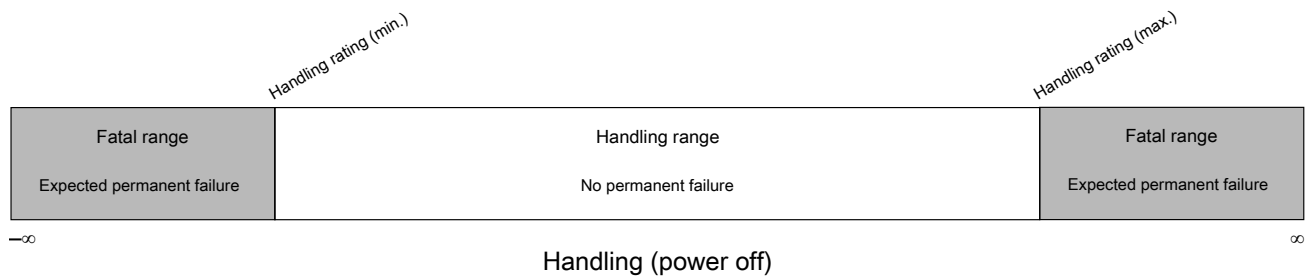 Handling rating (min.)
Handling rating (max.)
Fatal range
Handling range
Fatal range
Expected permanent failure
No permanent failure
Expected permanent failure
–∞
∞
Handling (power off)